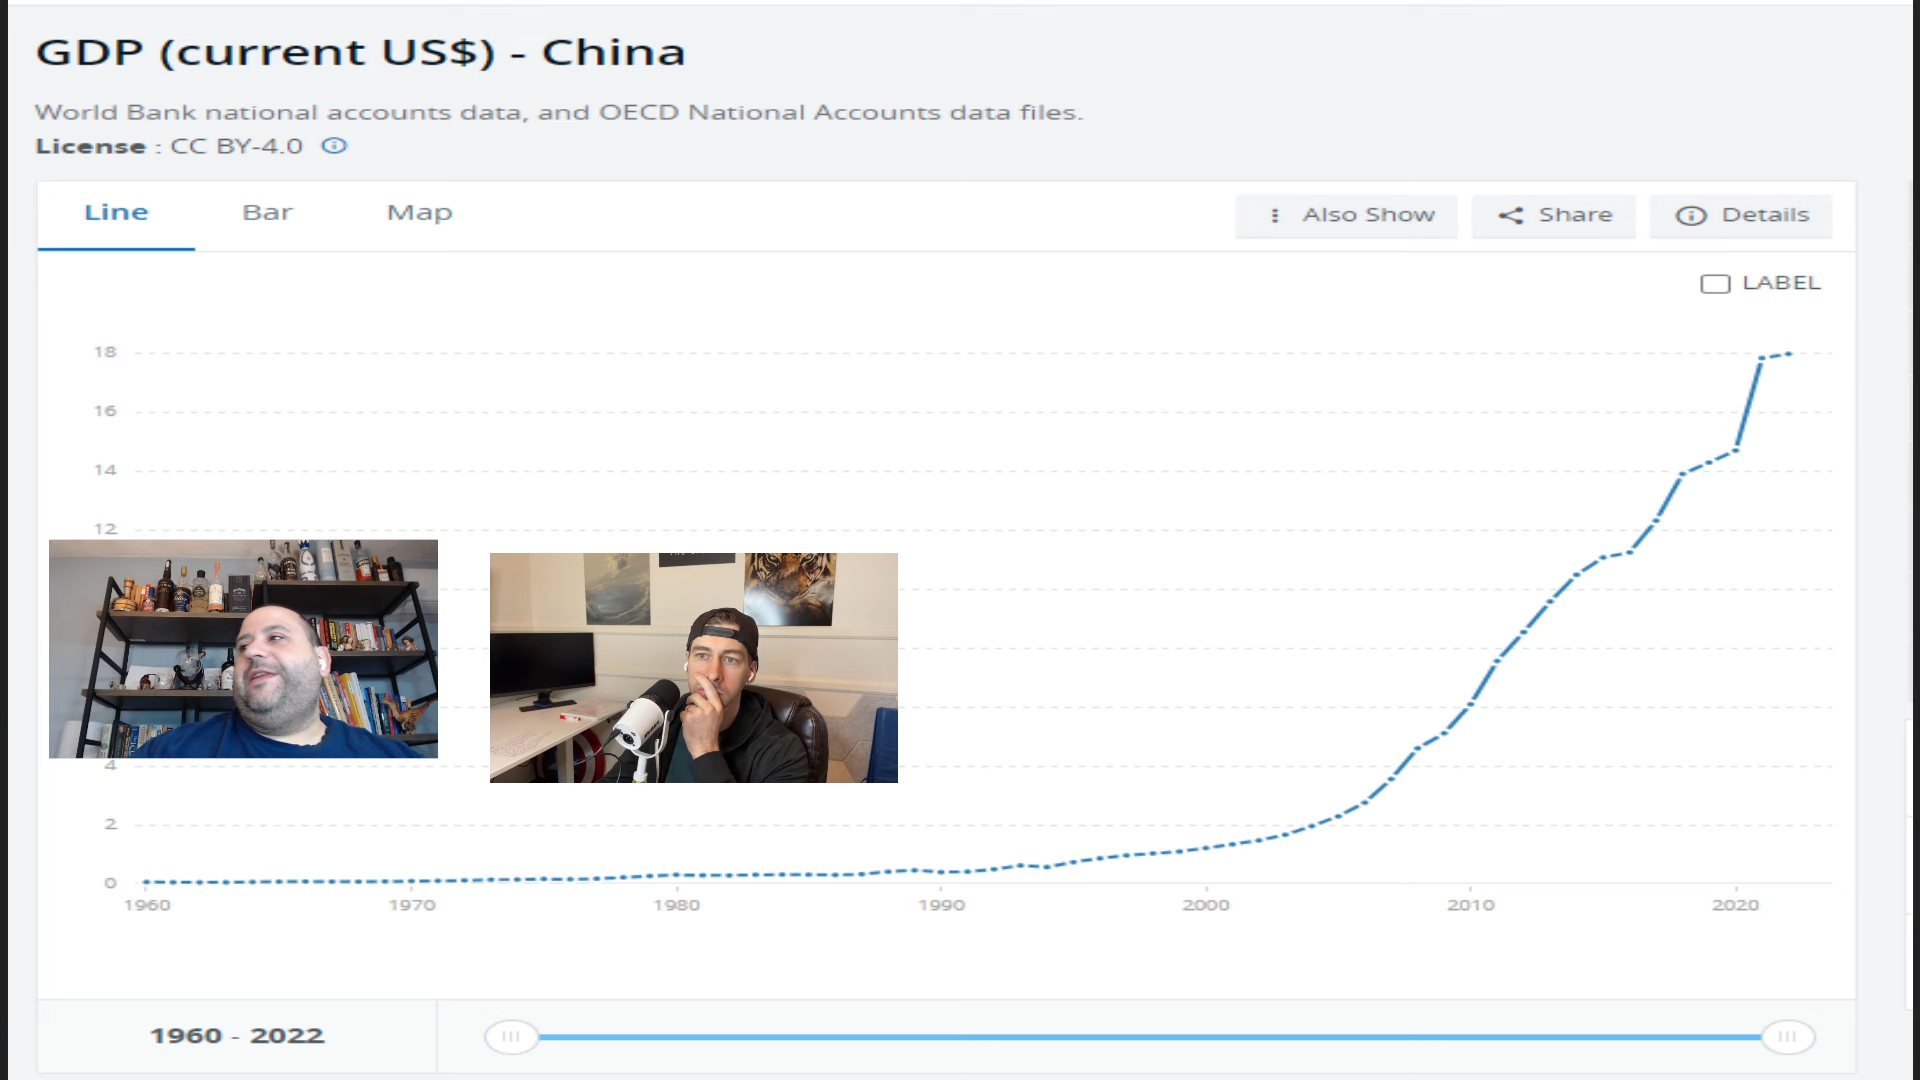 GDP (current US$) - China
World Bank national accounts data, and OECD National Accounts data files.
License : CC BY-4.0
Line Bar Map Also Show Share Details
LABEL
18
16
14
12
4
2
0
1960 1970 1980 1990 2000 2010 2020
1960 - 2022